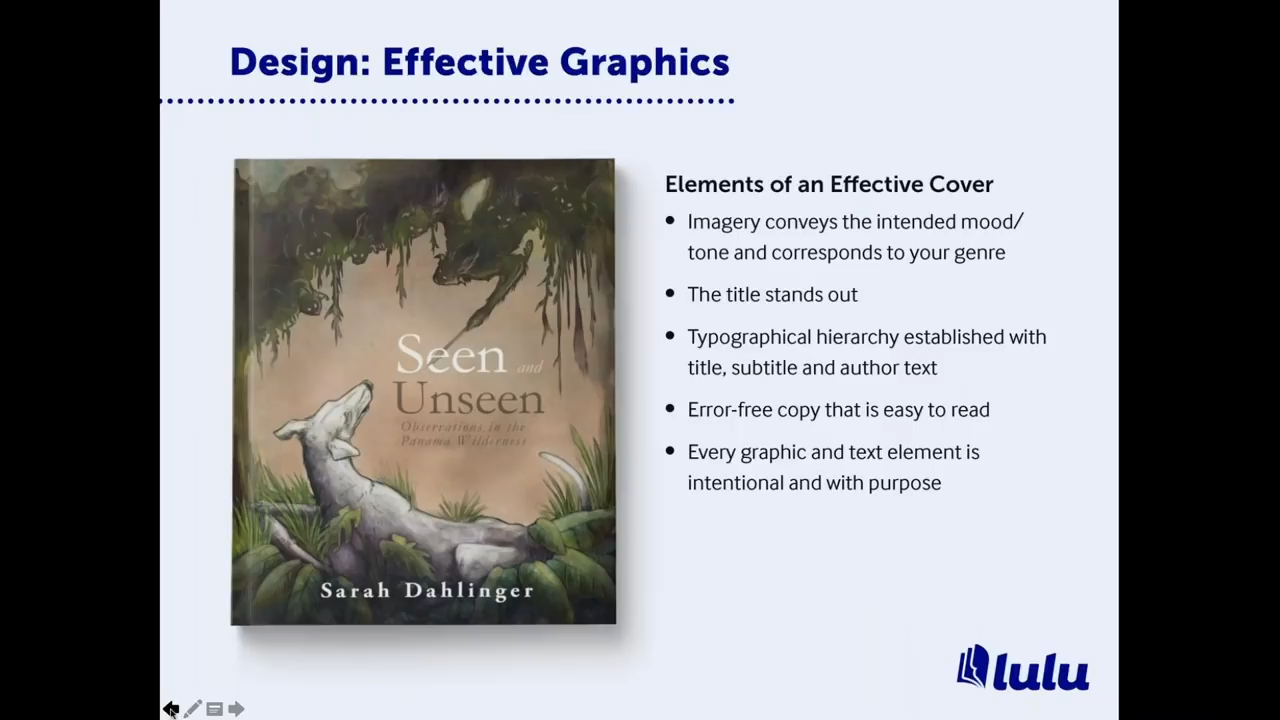 Design: Effective Graphics
Seen and
Unseen
Observations in the
Panama Wilderness
Sarah Dahlinger
Elements of an Effective Cover
• Imagery conveys the intended mood/
tone and corresponds to your genre
• The title stands out
• Typographical hierarchy established with
title, subtitle and author text
• Error-free copy that is easy to read
• Every graphic and text element is
intentional and with purpose
lulu